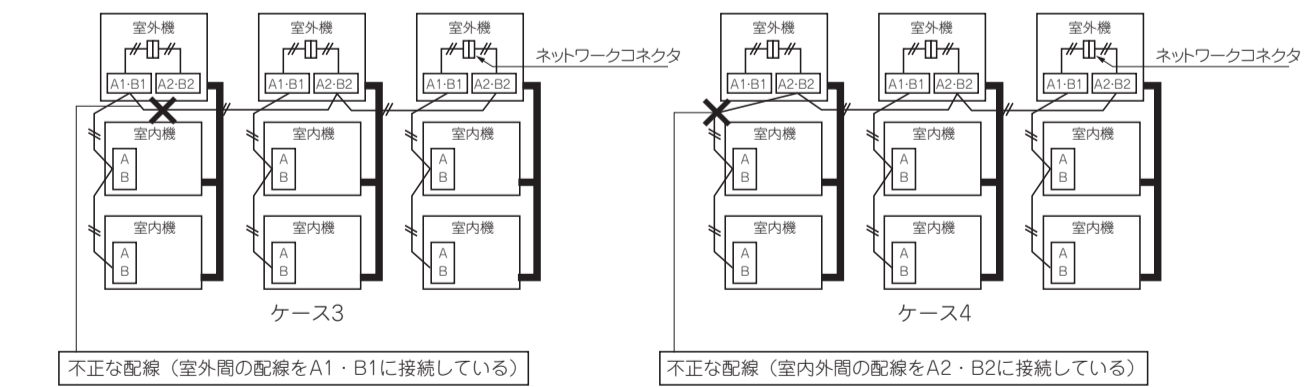 室外機
室外機
室外機
ネットワークコネクタ
A1·B1
A2·B2
A1·B1
A2·B2
A1·B1
A2·B2
室内機
室内機
室内機
A
B
A
B
A
B
室内機
室内機
室内機
A
B
A
B
A
B
ケース3
不正な配線（室外間の配線をA1・B1に接続している）
室外機
室外機
室外機
ネットワークコネクタ
A1·B1
A2·B2
A1·B1
A2·B2
A1·B1
A2·B2
室内機
室内機
室内機
A
B
A
B
A
B
室内機
室内機
室内機
A
B
A
B
A
B
ケース4
不正な配線（室内外間の配線をA2・B2に接続している）